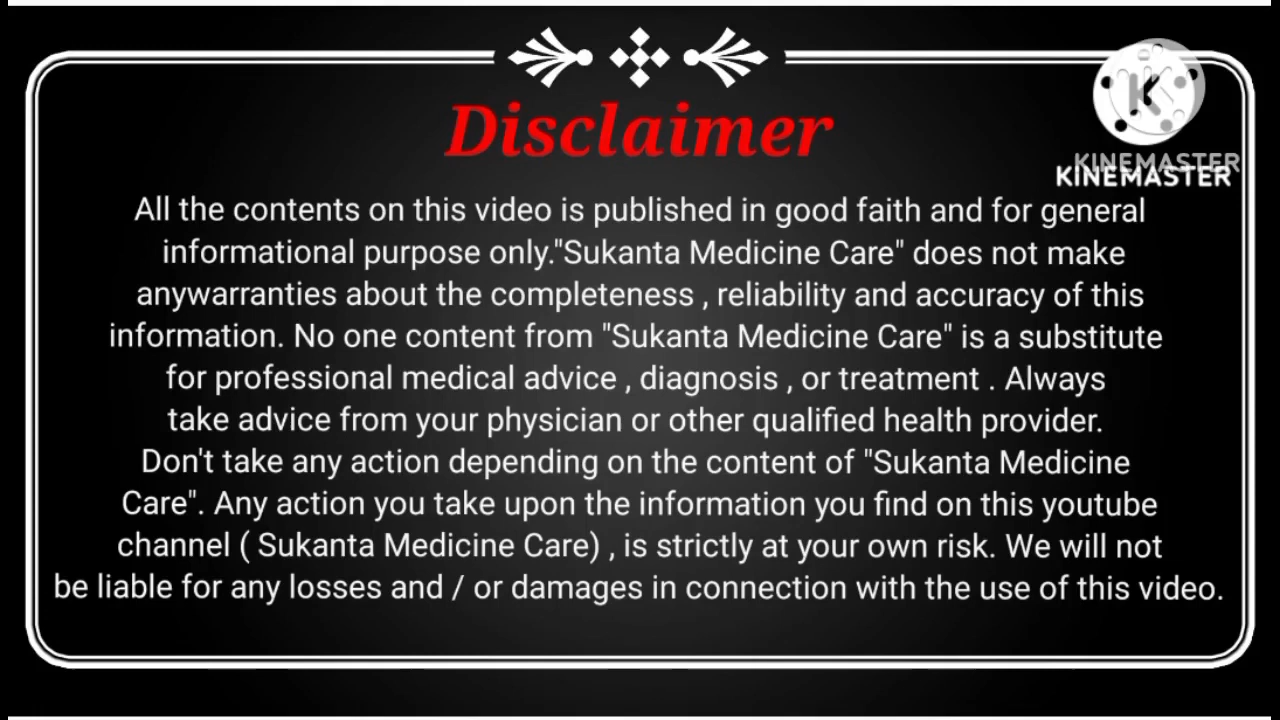 Disclaimer
KINEMASTER
KINEMASTER
All the contents on this video is published in good faith and for general
informational purpose only."Sukanta Medicine Care" does not make
anywarranties about the completeness , reliability and accuracy of this
information. No one content from "Sukanta Medicine Care" is a substitute
for professional medical advice , diagnosis , or treatment . Always
take advice from your physician or other qualified health provider.
Don't take any action depending on the content of "Sukanta Medicine
Care". Any action you take upon the information you find on this youtube
channel ( Sukanta Medicine Care) , is strictly at your own risk. We will not
be liable for any losses and / or damages in connection with the use of this video.